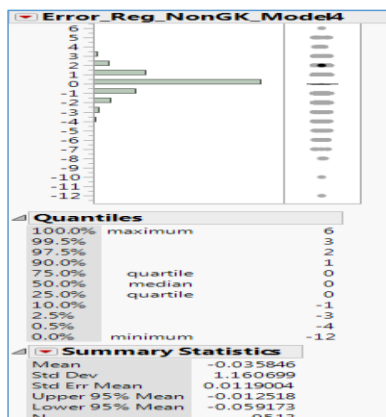 Error_Reg_NonGK_Model4
6
5
4
3
2
1
0
-1
-2
-3
-4
-5
-6
-7
-8
-10
-12
Quantiles
100.0% maximum 6
99.5% 3
97.5% 2
90.0% 1
75.0% quartile 0
50.0% median 0
25.0% quartile 0
10.0% -1
2.5% -3
0.5% -4
0.0% minimum -12
Summary Statistics
Mean -0.035846
Std Dev 1.160699
Std Err Mean 0.0119004
Upper 95% Mean -0.012518
Lower 95% Mean -0.059173